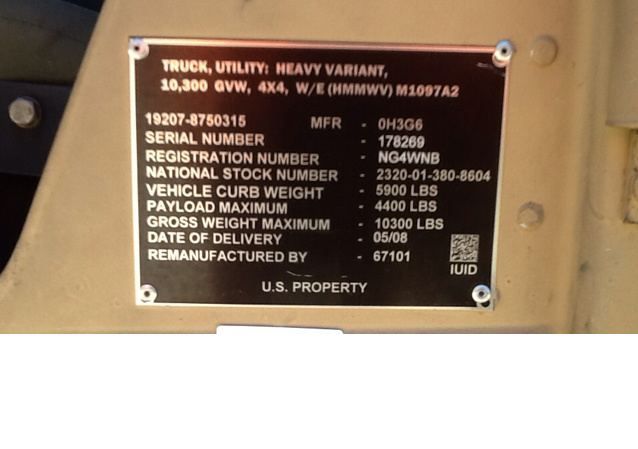 TRUCK, UTILITY: HEAVY VARIANT,
10,300 GVW, 4X4, W/E (HMMWV) M1097A2
19207-8750315 MFR - 0H3G6
SERIAL NUMBER - 178269
REGISTRATION NUMBER - NG4WNB
NATIONAL STOCK NUMBER - 2320-01-380-8604
VEHICLE CURB WEIGHT - 5900 LBS
PAYLOAD MAXIMUM - 4400 LBS
GROSS WEIGHT MAXIMUM - 10300 LBS
DATE OF DELIVERY - 05/08
REMANUFACTURED BY - 67101
IUID
U.S. PROPERTY